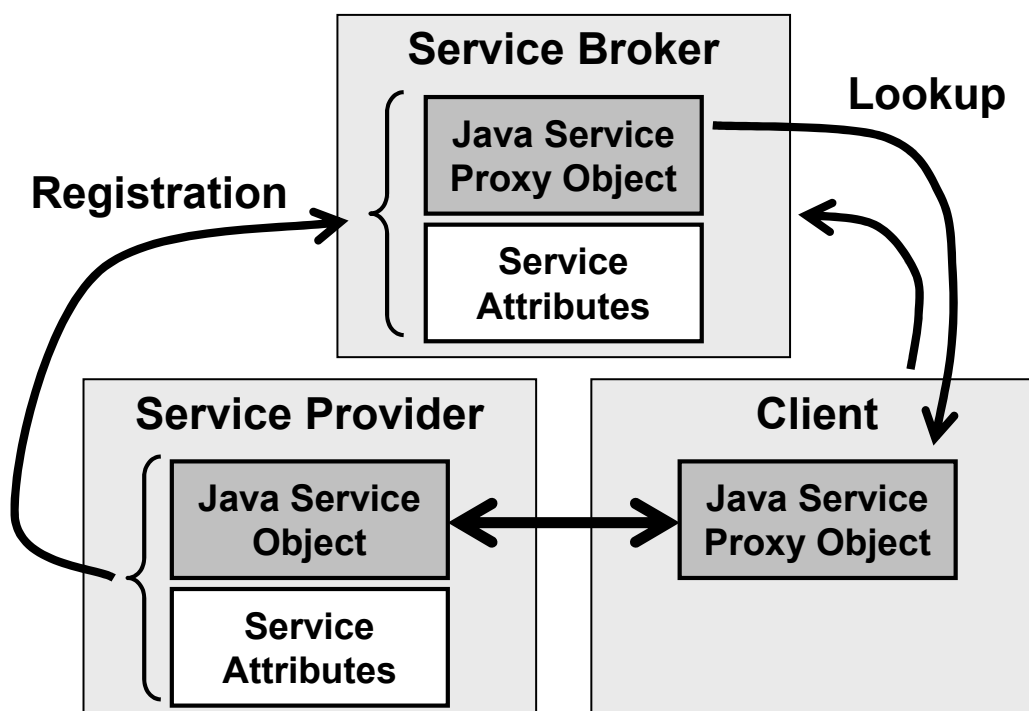 Service Broker
Lookup
Java Service
Proxy Object
Registration
Service
Attributes
Service Provider
Client
Java Service
Object
Java Service
Proxy Object
Service
Attributes